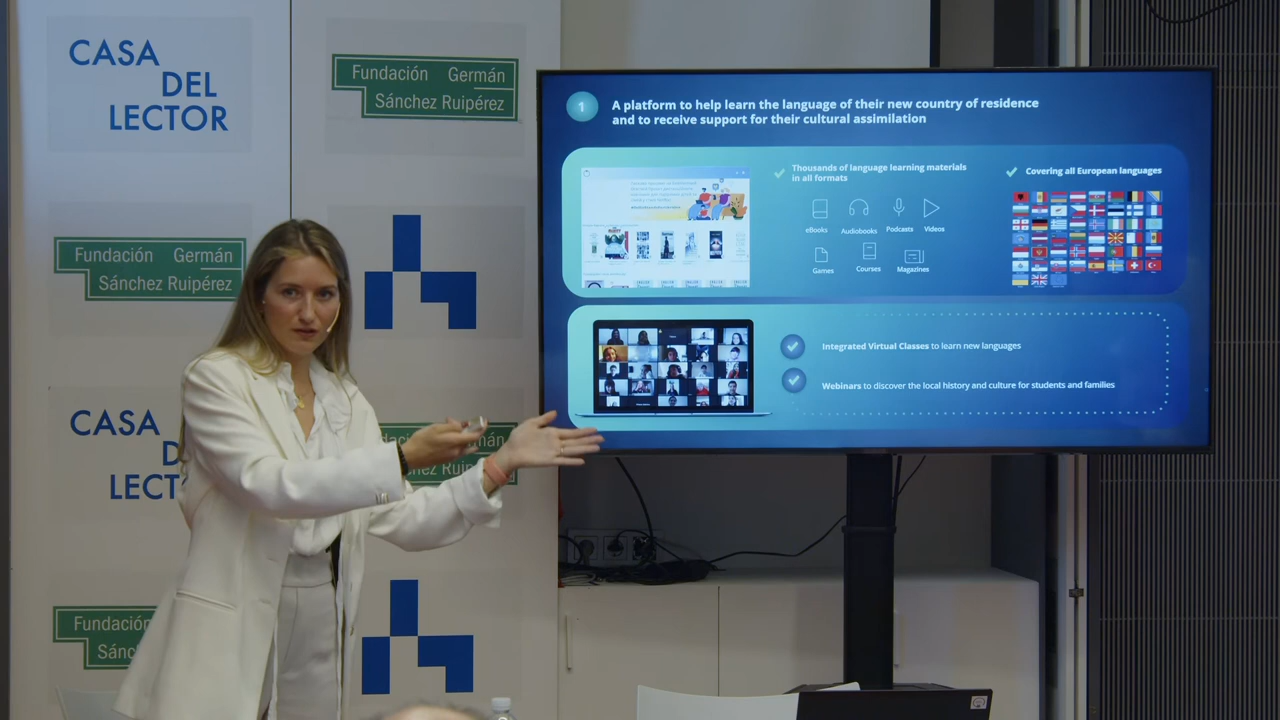 CASA
DEL
LECTOR
Fundación Germán
Sánchez Ruipérez
Fundación Germán
Sánchez Ruipérez
CASA
LECT
Fundación
Sánc
1
A platform to help learn the language of their new country of residence
and to receive support for their cultural assimilation
Thousands of language learning materials
in all formats
eBooks
Audiobooks
Podcasts
Videos
Games
Courses
Magazines
Covering all European languages
Integrated Virtual Classes to learn new languages
Webinars to discover the local history and culture for students and families